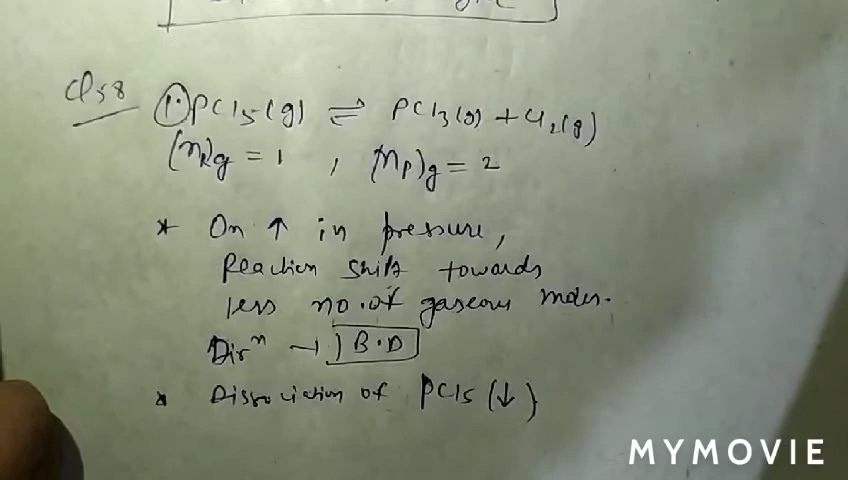 Q58
1. PCl5(g) ⇌ PCl3(g) + Cl2(g)
(nR)g = 1 , (nP)g = 2
* On ↑ in pressure,
Reaction shift towards
less no. of gaseous moles.
Dirⁿ → B.D
* Dissociation of PCl5 (↓)
MYMOVIE